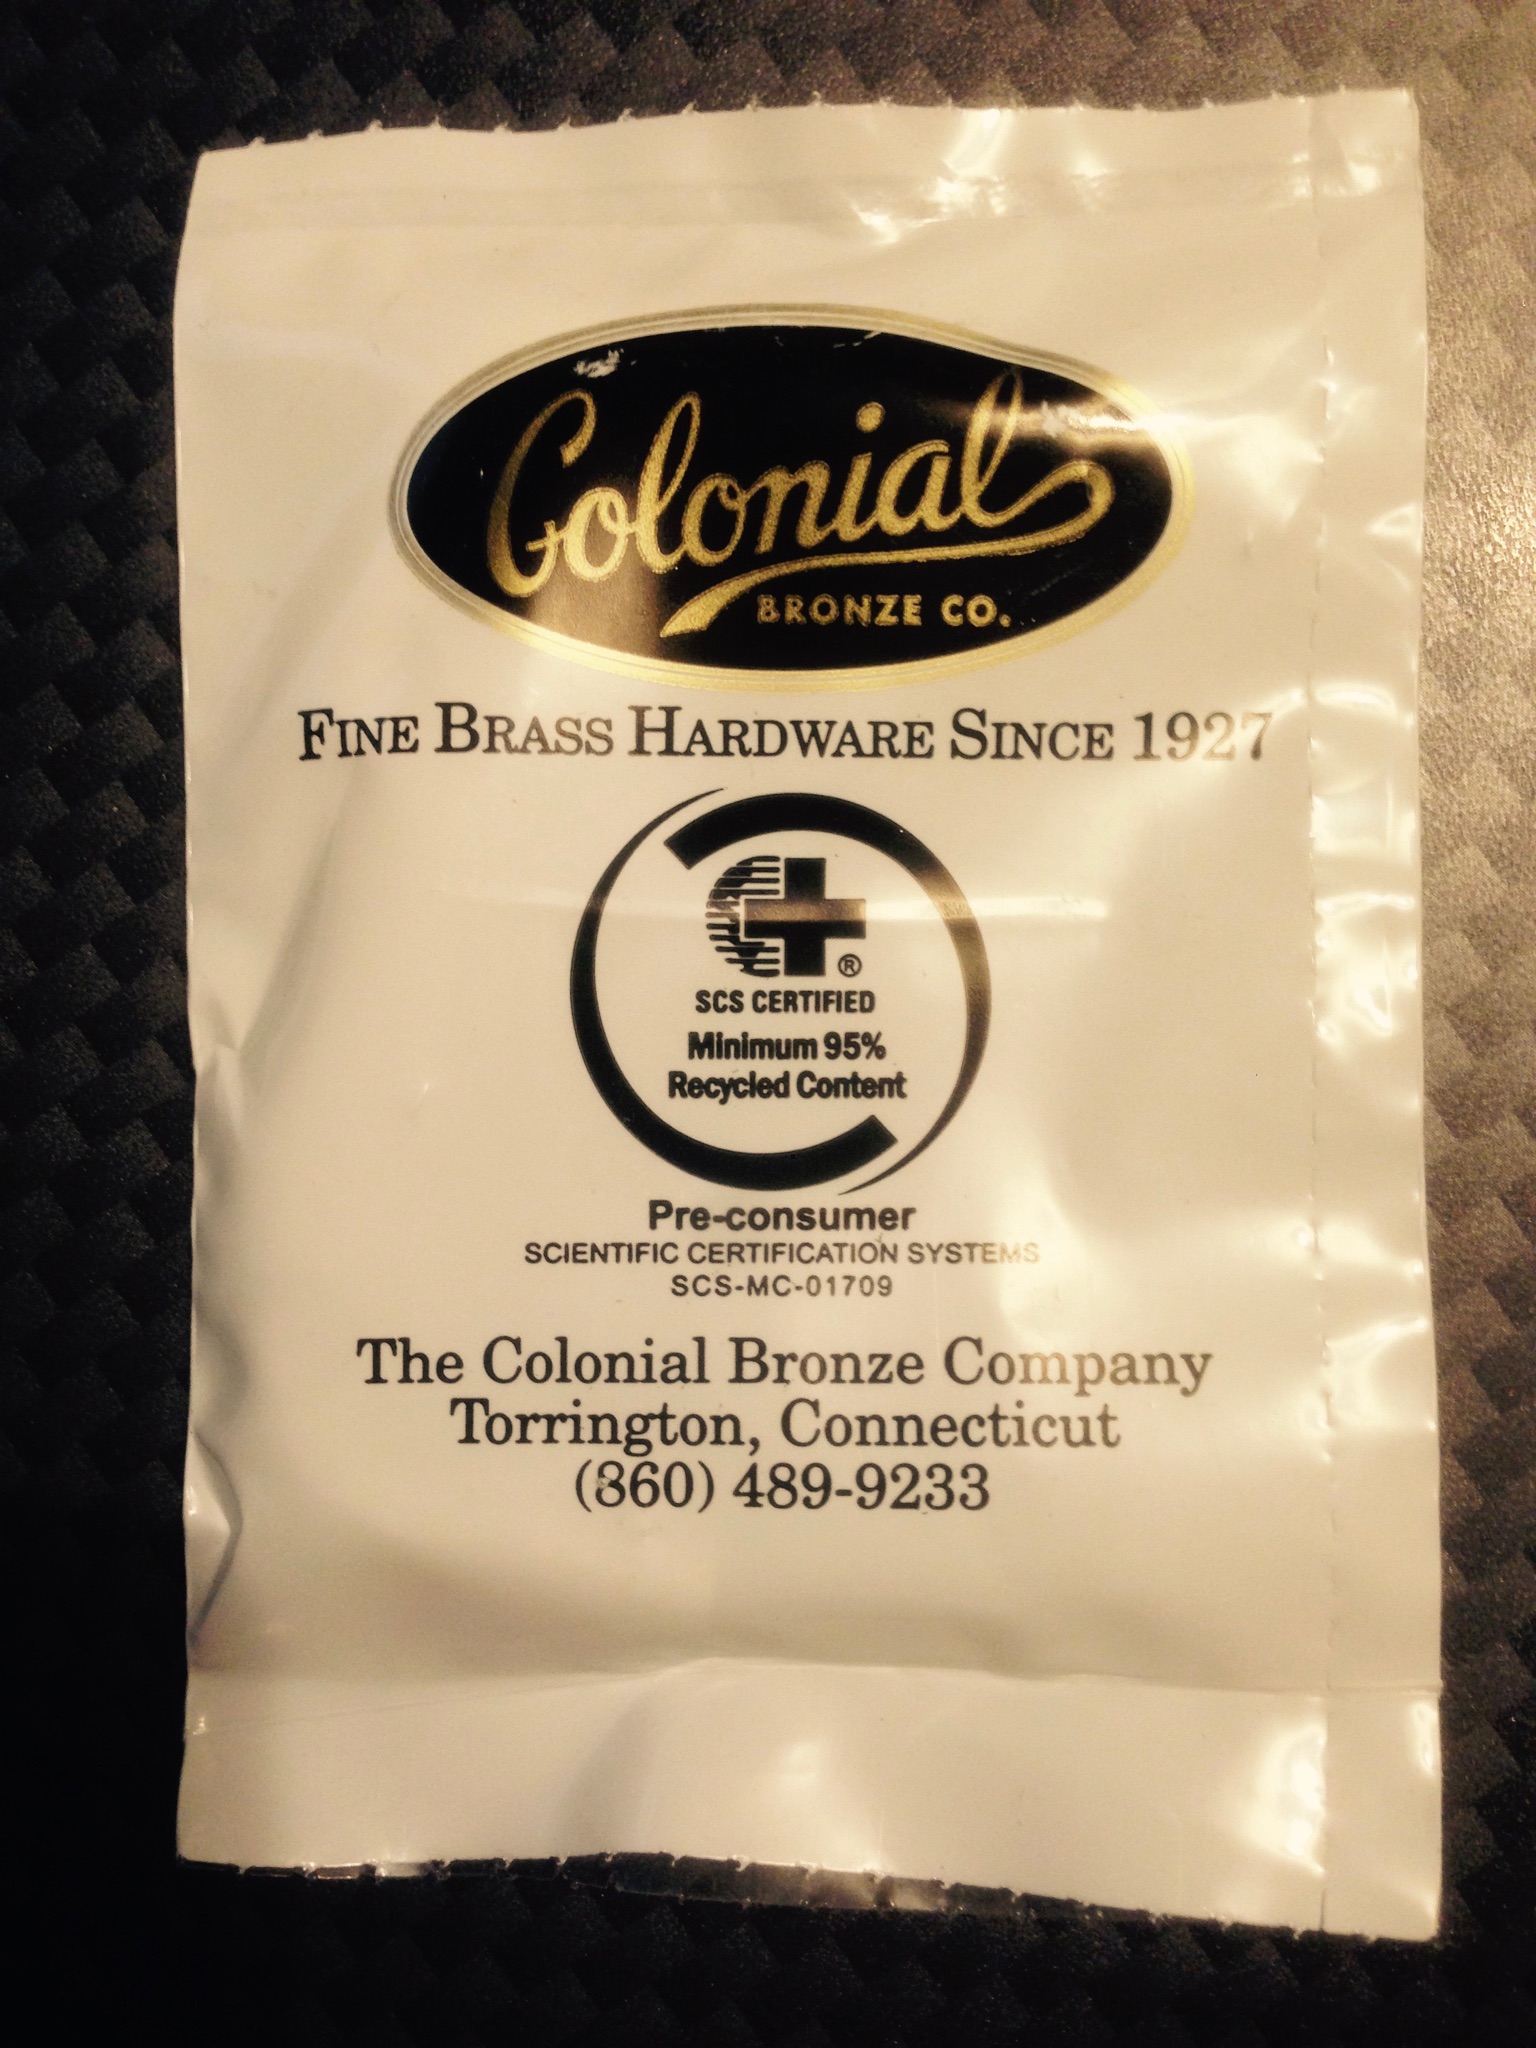 Colonial
BRONZE CO.
FINE BRASS HARDWARE SINCE 1927
®
SCS CERTIFIED
Minimum 95%
Recycled Content
Pre-consumer
SCIENTIFIC CERTIFICATION SYSTEMS
SCS-MC-01709
The Colonial Bronze Company
Torrington, Connecticut
(860) 489-9233